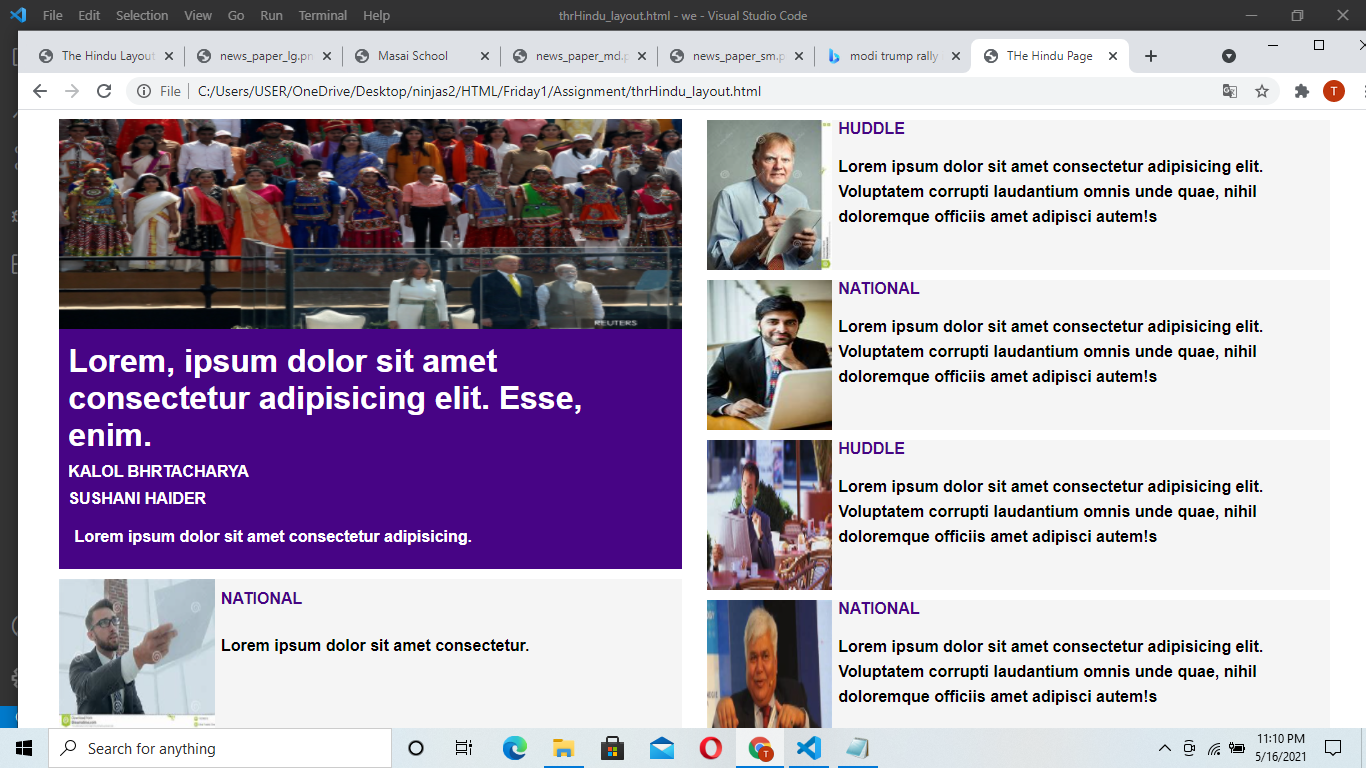 File Edit Selection View Go Run Terminal Help thrHindu_layout.html - we - Visual Studio Code
The Hindu Layout news_paper_lg.pn Masai School news_paper_md.p news_paper_sm.p modi trump rally THe Hindu Page
File C:/Users/USER/OneDrive/Desktop/ninjas2/HTML/Friday1/Assignment/thrHindu_layout.html T
REUTERS
Lorem, ipsum dolor sit amet
consectetur adipisicing elit. Esse,
enim.
KALOL BHRTACHARYA
SUSHANI HAIDER
Lorem ipsum dolor sit amet consectetur adipisicing.
NATIONAL
Lorem ipsum dolor sit amet consectetur.
HUDDLE
Lorem ipsum dolor sit amet consectetur adipisicing elit.
Voluptatem corrupti laudantium omnis unde quae, nihil
doloremque officiis amet adipisci autem!s
NATIONAL
Lorem ipsum dolor sit amet consectetur adipisicing elit.
Voluptatem corrupti laudantium omnis unde quae, nihil
doloremque officiis amet adipisci autem!s
HUDDLE
Lorem ipsum dolor sit amet consectetur adipisicing elit.
Voluptatem corrupti laudantium omnis unde quae, nihil
doloremque officiis amet adipisci autem!s
NATIONAL
Lorem ipsum dolor sit amet consectetur adipisicing elit.
Voluptatem corrupti laudantium omnis unde quae, nihil
doloremque officiis amet adipisci autem!s
Search for anything
T
11:10 PM
5/16/2021